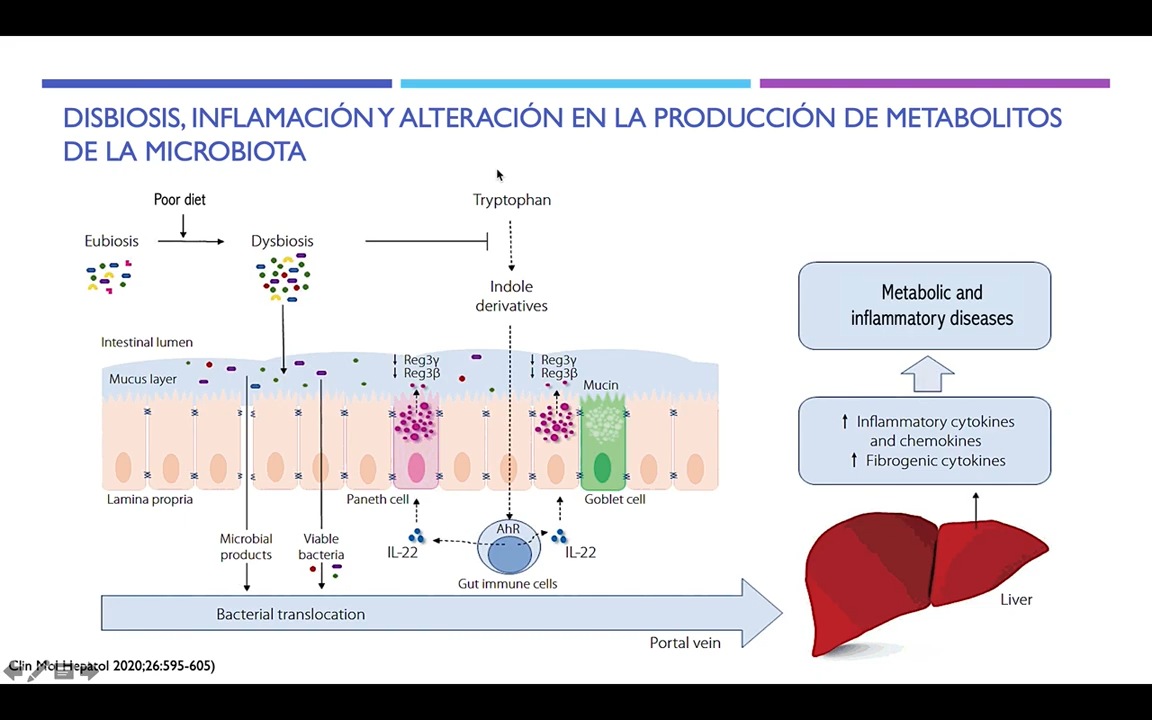 DISBIOSIS, INFLAMACIÓN Y ALTERACIÓN EN LA PRODUCCIÓN DE METABOLITOS
DE LA MICROBIOTA
Poor diet
Tryptophan
Eubiosis
Dysbiosis
Indole
derivatives
Metabolic and
inflammatory diseases
Intestinal lumen
Mucus layer
↓ Reg3γ
↓ Reg3β
↓ Reg3γ
↓ Reg3β
Mucin
↑ Inflammatory cytokines
and chemokines
↑ Fibrogenic cytokines
Lamina propria
Paneth cell
Goblet cell
Microbial
products
Viable
bacteria
IL-22
AhR
IL-22
Gut immune cells
Liver
Bacterial translocation
Portal vein
Clin Mol Hepatol 2020;26:595-605)